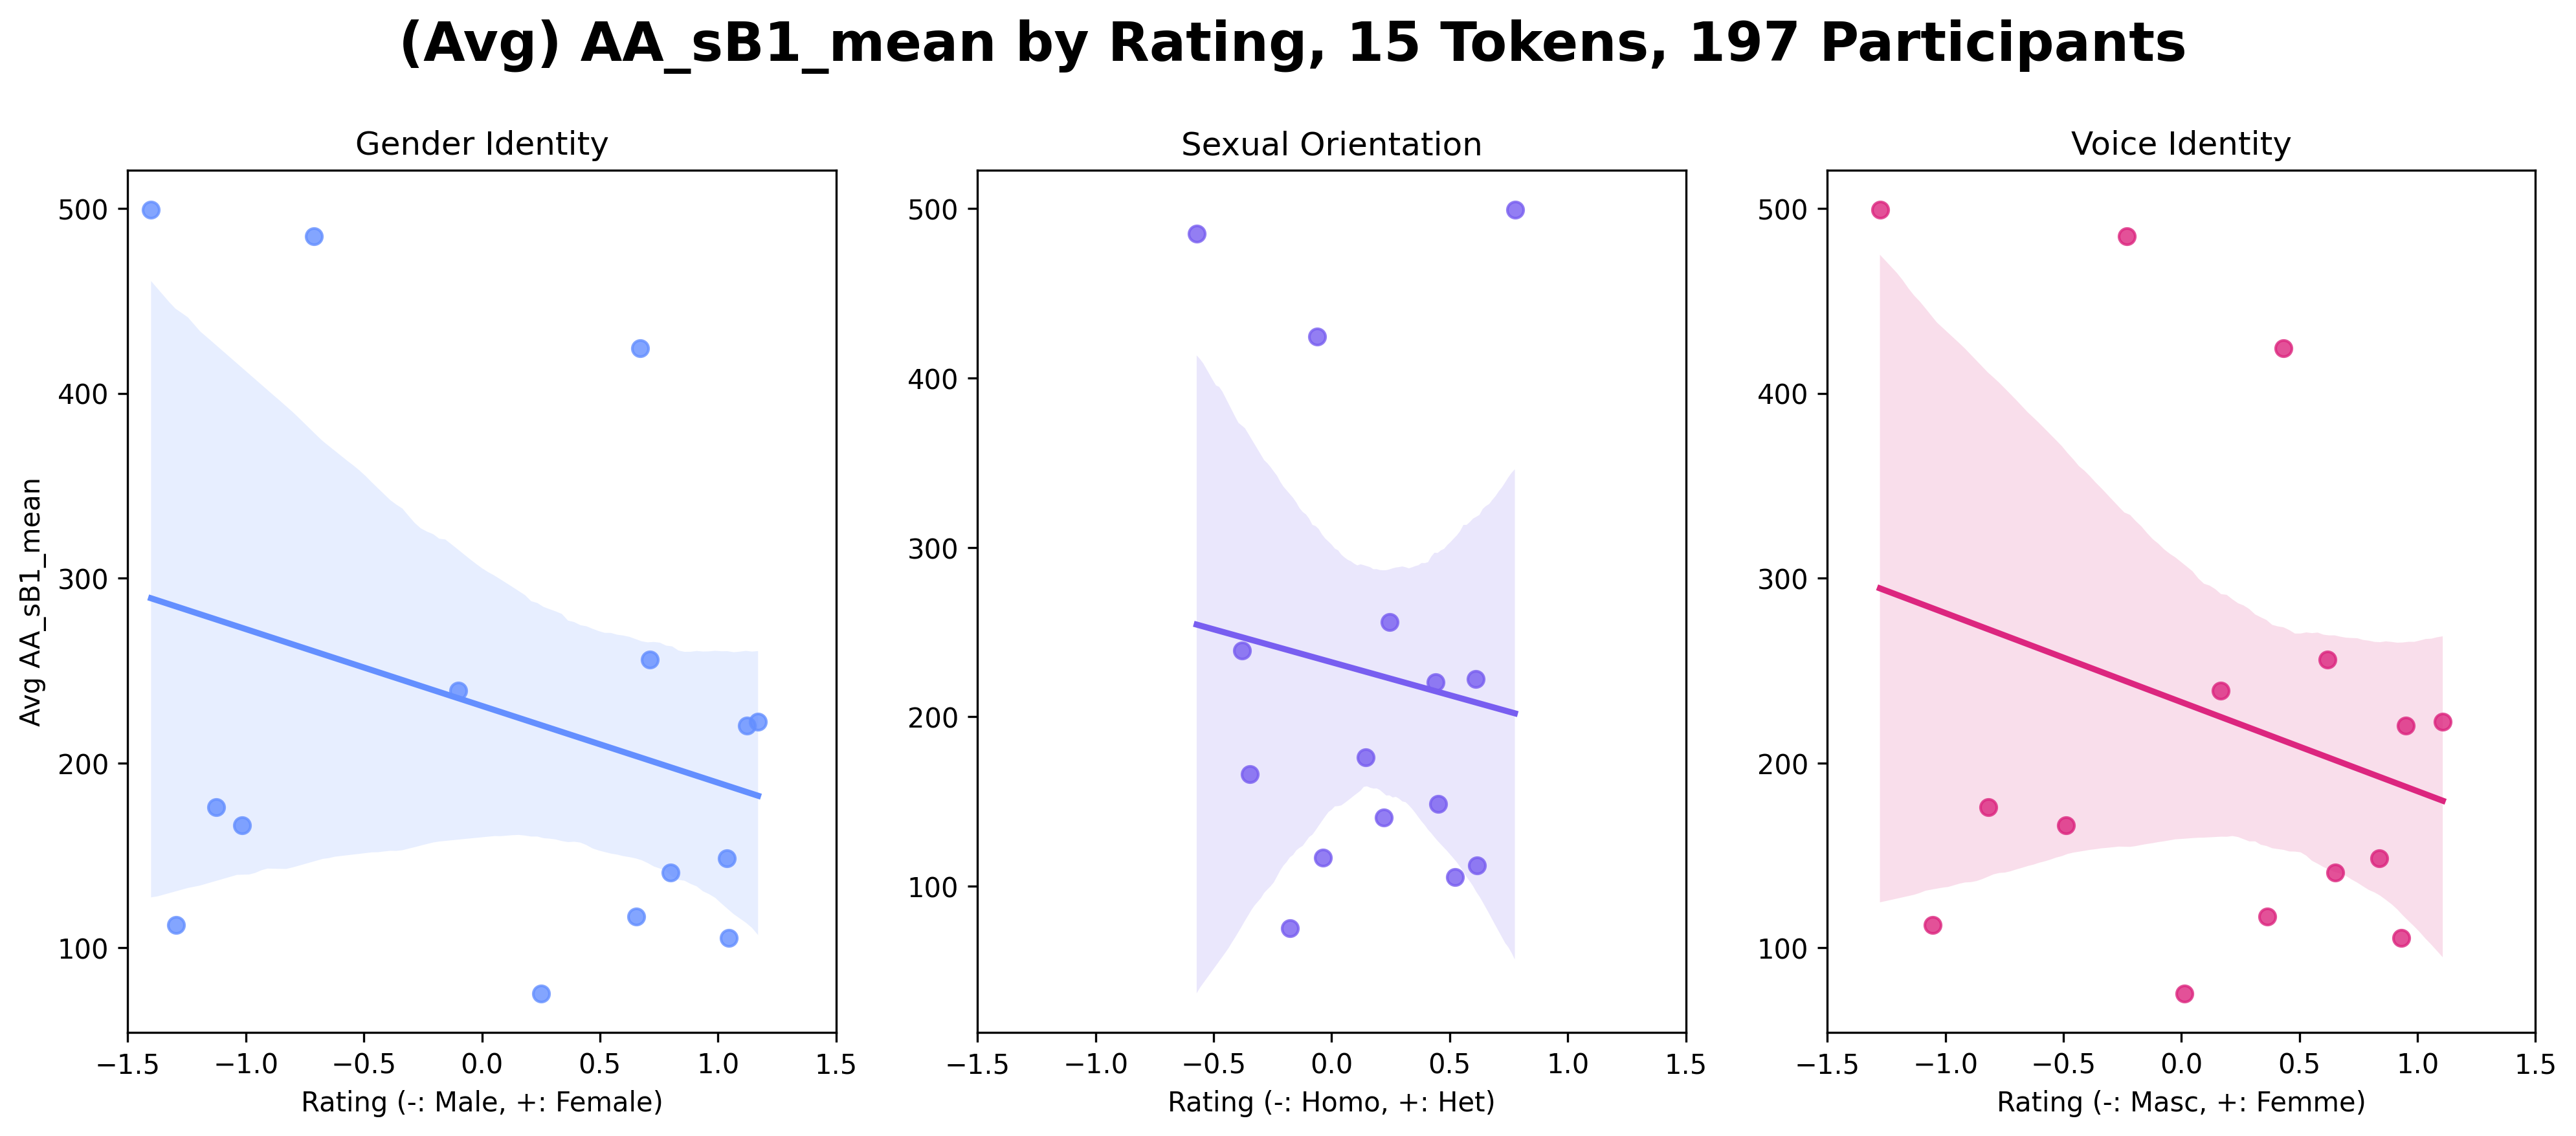 (Avg) AA_sB1_mean by Rating, 15 Tokens, 197 Participants
Gender Identity
Sexual Orientation
Voice Identity
500
400
300
200
100
500
400
300
200
100
500
400
300
200
100
Avg AA_sB1_mean
−1.5 −1.0 −0.5 0.0 0.5 1.0 1.5
−1.5 −1.0 −0.5 0.0 0.5 1.0 1.5
−1.5 −1.0 −0.5 0.0 0.5 1.0 1.5
Rating (-: Male, +: Female)
Rating (-: Homo, +: Het)
Rating (-: Masc, +: Femme)